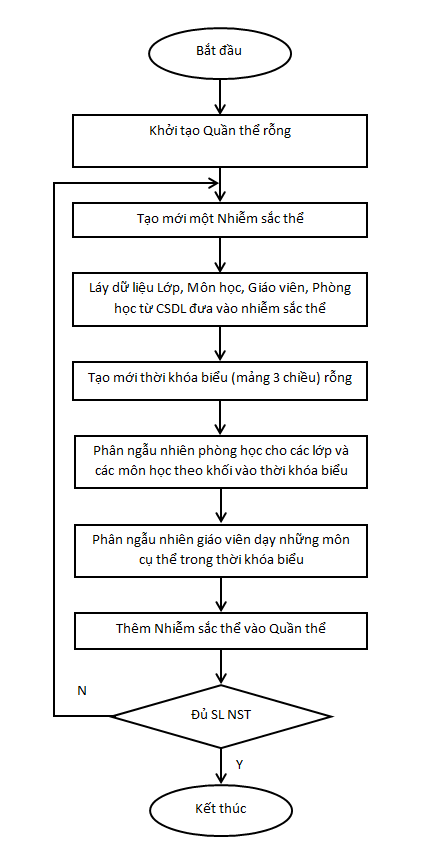 Bắt đầu
Khởi tạo Quần thể rỗng
Tạo mới một Nhiễm sắc thể
Láy dữ liệu Lớp, Môn học, Giáo viên, Phòng
học từ CSDL đưa vào nhiễm sắc thể
Tạo mới thời khóa biểu (mảng 3 chiều) rỗng
Phân ngẫu nhiên phòng học cho các lớp và
các môn học theo khối vào thời khóa biểu
Phân ngẫu nhiên giáo viên dạy những môn
cụ thể trong thời khóa biểu
Thêm Nhiễm sắc thể vào Quần thể
N
Đủ SL NST
Y
Kết thúc